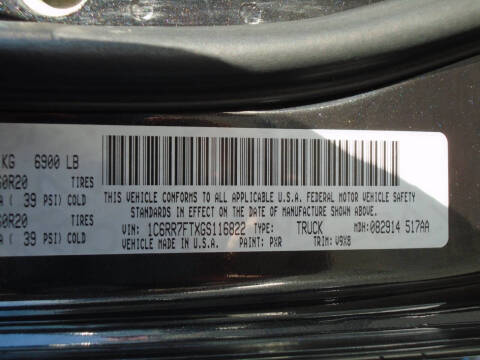 KG 6900 LB
60R20 TIRES
A ( 39 PSI) COLD
60R20 TIRES
A ( 39 PSI) COLD
THIS VEHICLE CONFORMS TO ALL APPLICABLE U.S.A. FEDERAL MOTOR VEHICLE SAFETY
STANDARDS IN EFFECT ON THE DATE OF MANUFACTURE SHOWN ABOVE.
VIN: 1C6RR7FTXGS116822 TYPE: TRUCK MDH: 082914 517AA
VEHICLE MADE IN U.S.A. PAINT: PXR TRIM: V9X8